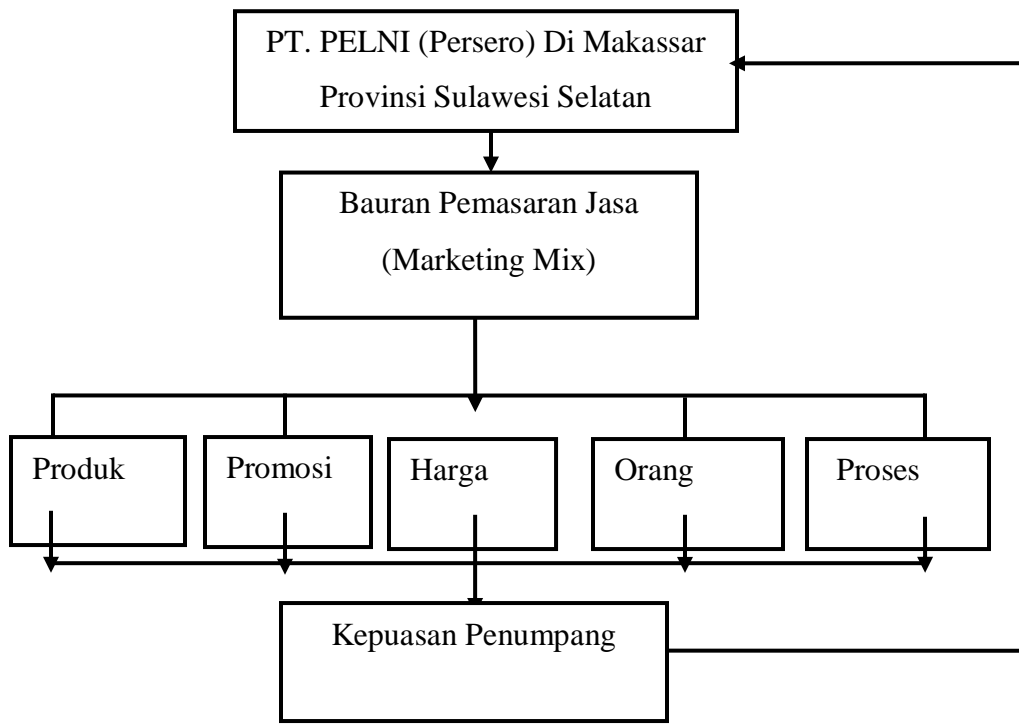 PT. PELNI (Persero) Di Makassar
Provinsi Sulawesi Selatan
Bauran Pemasaran Jasa
(Marketing Mix)
Produk
Promosi
Harga
Orang
Proses
Kepuasan Penumpang